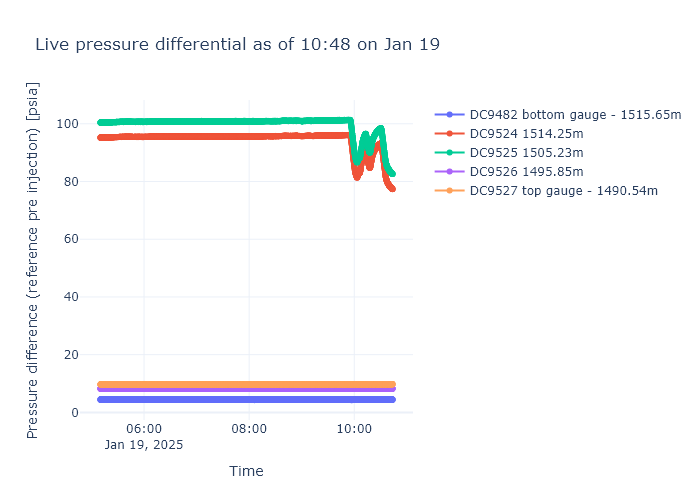 Live pressure differential as of 10:48 on Jan 19
Pressure difference (reference pre injection) [psia]
100
80
60
40
20
0
06:00
Jan 19, 2025
08:00
10:00
Time
DC9482 bottom gauge - 1515.65m
DC9524 1514.25m
DC9525 1505.23m
DC9526 1495.85m
DC9527 top gauge - 1490.54m